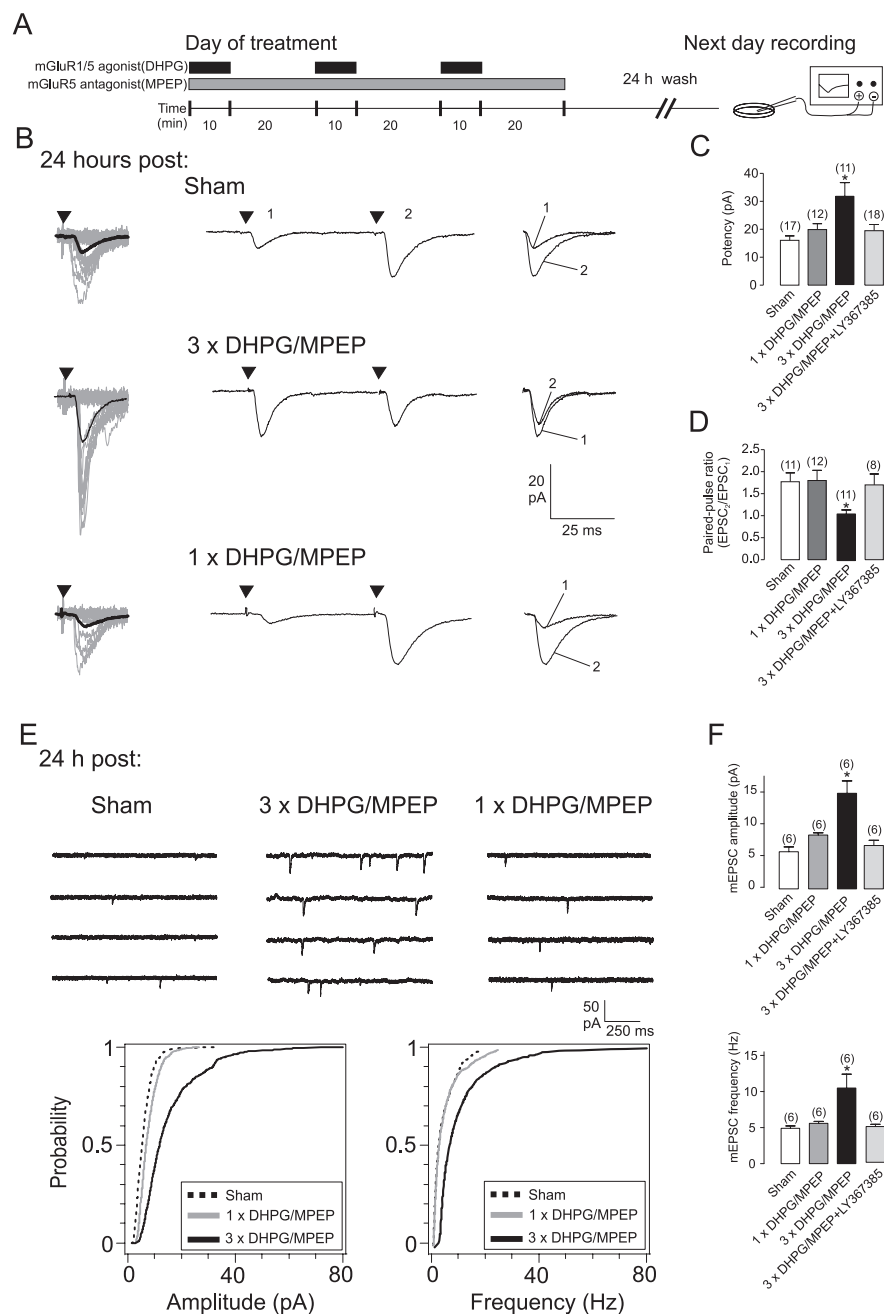 A
Day of treatment
Next day recording
mGluR1/5 agonist(DHPG)
mGluR5 antagonist(MPEP)
24 h wash
Time
(min)
10 20 10 20 10 20
B
24 hours post:
Sham
1 2
1
2
3 x DHPG/MPEP
2
1
20
pA
25 ms
1 x DHPG/MPEP
1
2
C
Potency (pA)
40
30
20
10
0
(17) (12) (11) (18)
*
Sham
1 x DHPG/MPEP
3 x DHPG/MPEP
3 x DHPG/MPEP+LY367385
D
Paired-pulse ratio
(EPSC2/EPSC1)
2.5
2.0
1.5
1.0
0.5
0.0
(11) (12) (11) (8)
*
Sham
1 x DHPG/MPEP
3 x DHPG/MPEP
3 x DHPG/MPEP+LY367385
E
24 h post:
Sham 3 x DHPG/MPEP 1 x DHPG/MPEP
50
pA
250 ms
Probability
1
0.5
0
Sham
1 x DHPG/MPEP
3 x DHPG/MPEP
0 40 80
Amplitude (pA)
1
0.5
0
Sham
1 x DHPG/MPEP
3 x DHPG/MPEP
0 40 80
Frequency (Hz)
F
mEPSC amplitude (pA)
15
10
5
0
(6) (6) (6) (6)
*
Sham
1 x DHPG/MPEP
3 x DHPG/MPEP
3 x DHPG/MPEP+LY367385
mEPSC frequency (Hz)
15
10
5
0
(6) (6) (6) (6)
*
Sham
1 x DHPG/MPEP
3 x DHPG/MPEP
3 x DHPG/MPEP+LY367385